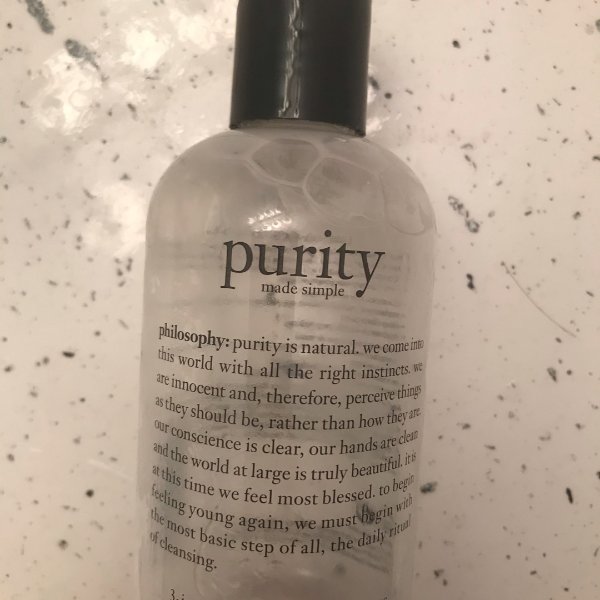 purity
made simple
philosophy: purity is natural. we come into
this world with all the right instincts. we
are innocent and, therefore, perceive things
as they should be, rather than how they are.
our conscience is clear, our hands are clean
and the world at large is truly beautiful. it is
at this time we feel most blessed. to begin
feeling young again, we must begin with
the most basic step of all, the daily ritual
of cleansing.